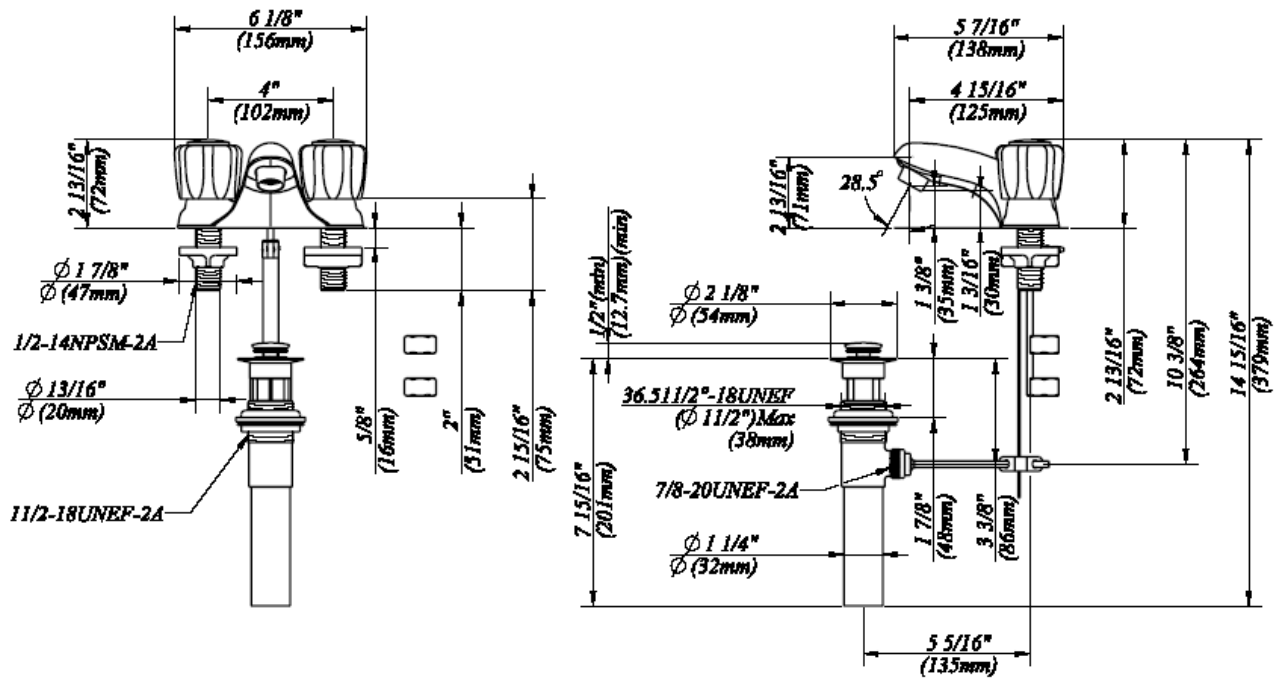 6 1/8"
(156mm)
4"
(102mm)
2 13/16"
(72mm)
Ø 1 7/8"
Ø (47mm)
1/2-14NPSM-2A
Ø 13/16"
Ø (20mm)
11/2-18UNEF-2A
5/8"
(16mm)
2"
(51mm)
2 15/16"
(75mm)
5 7/16"
(138mm)
4 15/16"
(125mm)
2 13/16"
(71mm)
28.5°
1 3/8"
(35mm)
1 3/16"
(30mm)
2 13/16"
(72mm)
10 3/8"
(264mm)
14 15/16"
(379mm)
1/2"(min)
(12.7mm)(min)
Ø 2 1/8"
Ø (54mm)
36.511/2"-18UNEF
(Ø 11/2")Max
(38mm)
7/8-20UNEF-2A
7 15/16"
(201mm)
1 7/8"
(48mm)
3 3/8"
(86mm)
Ø 1 1/4"
Ø (32mm)
5 5/16"
(135mm)